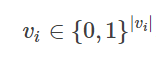 v_i ∈ {0, 1}^{|v_i|}